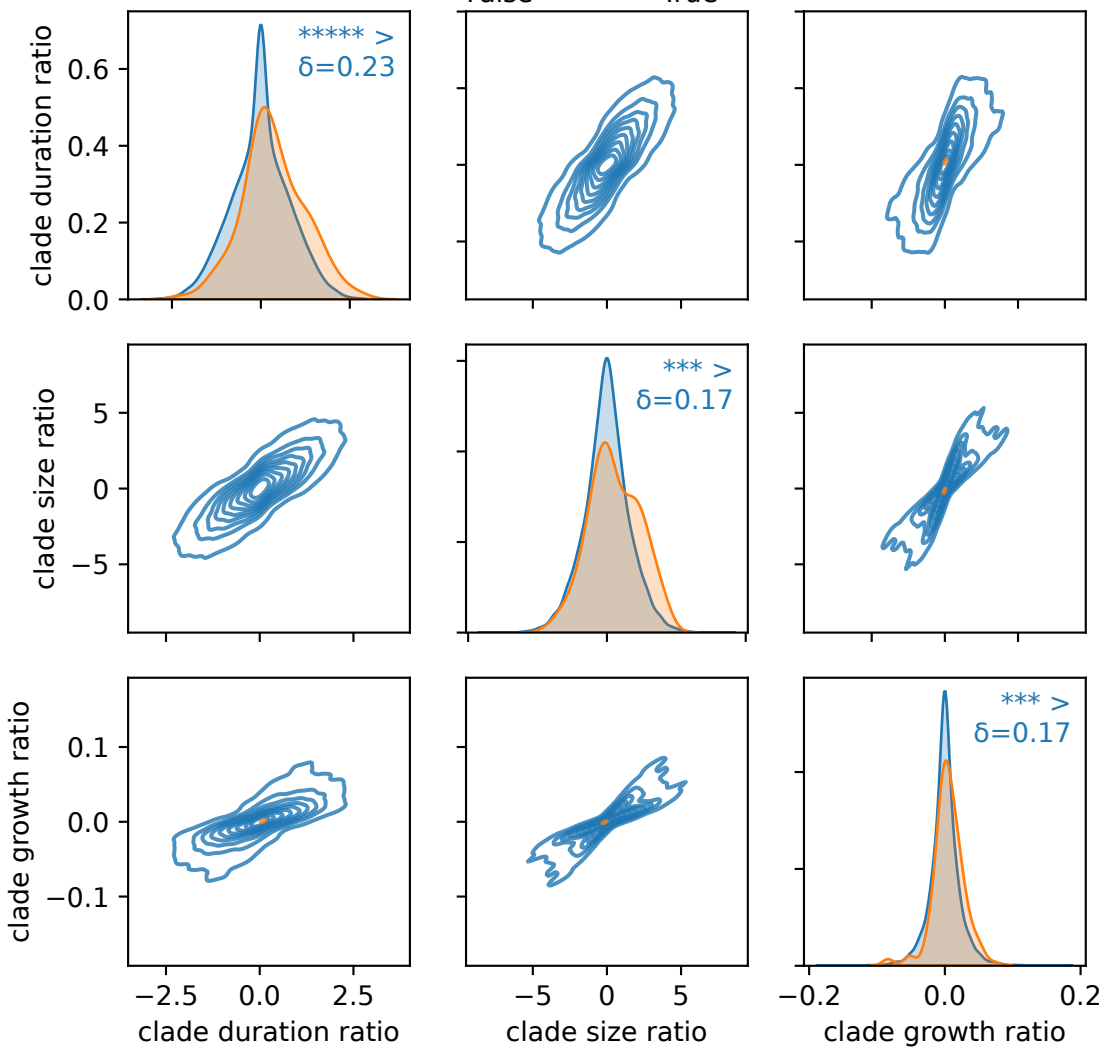 True
***** >
δ=0.23
0.6
0.4
0.2
0.0
clade duration ratio
*** >
δ=0.17
5
0
−5
clade size ratio
*** >
δ=0.17
0.1
0.0
−0.1
clade growth ratio
−2.5 0.0 2.5
−5 0 5
−0.2 0.0 0.2
clade duration ratio
clade size ratio
clade growth ratio